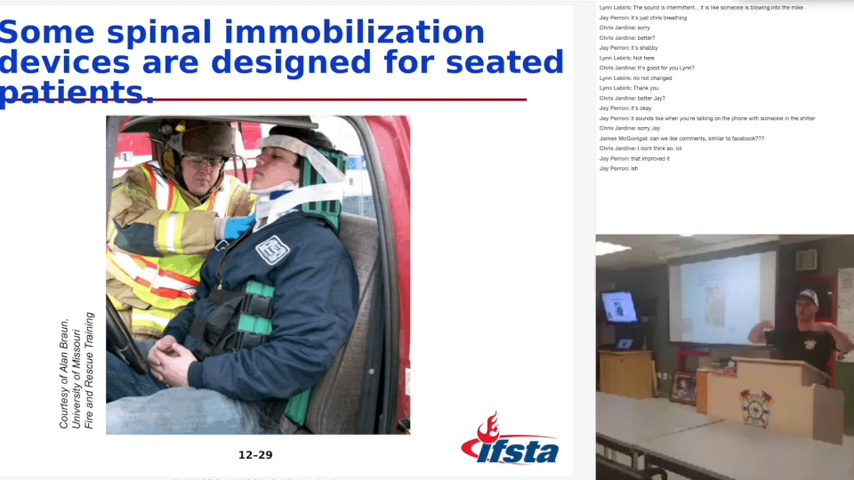 Some spinal immobilization
devices are designed for seated
patients.
Courtesy of Alan Braun,
University of Missouri
Fire and Rescue Training
12–29
ifsta
Lynn Labiris: The sound is intermittent... it is like someone is blowing into the mike
Jay Perron: it's just chris breathing
Chris Jardine: sorry
Chris Jardine: better?
Jay Perron: it's shabby
Lynn Labiris: Not here
Chris Jardine: It's good for you Lynn?
Lynn Labiris: no not changed
Lynn Labiris: Thank you
Chris Jardine: better Jay?
Jay Perron: it's okay
Jay Perron: it sounds like when you're talking on the phone with someone in the shitter
Chris Jardine: sorry Jay
James McGonigal: can we like comments, similar to facebook???
Chris Jardine: I dont think so. lol
Jay Perron: that improved it
Jay Perron: ish